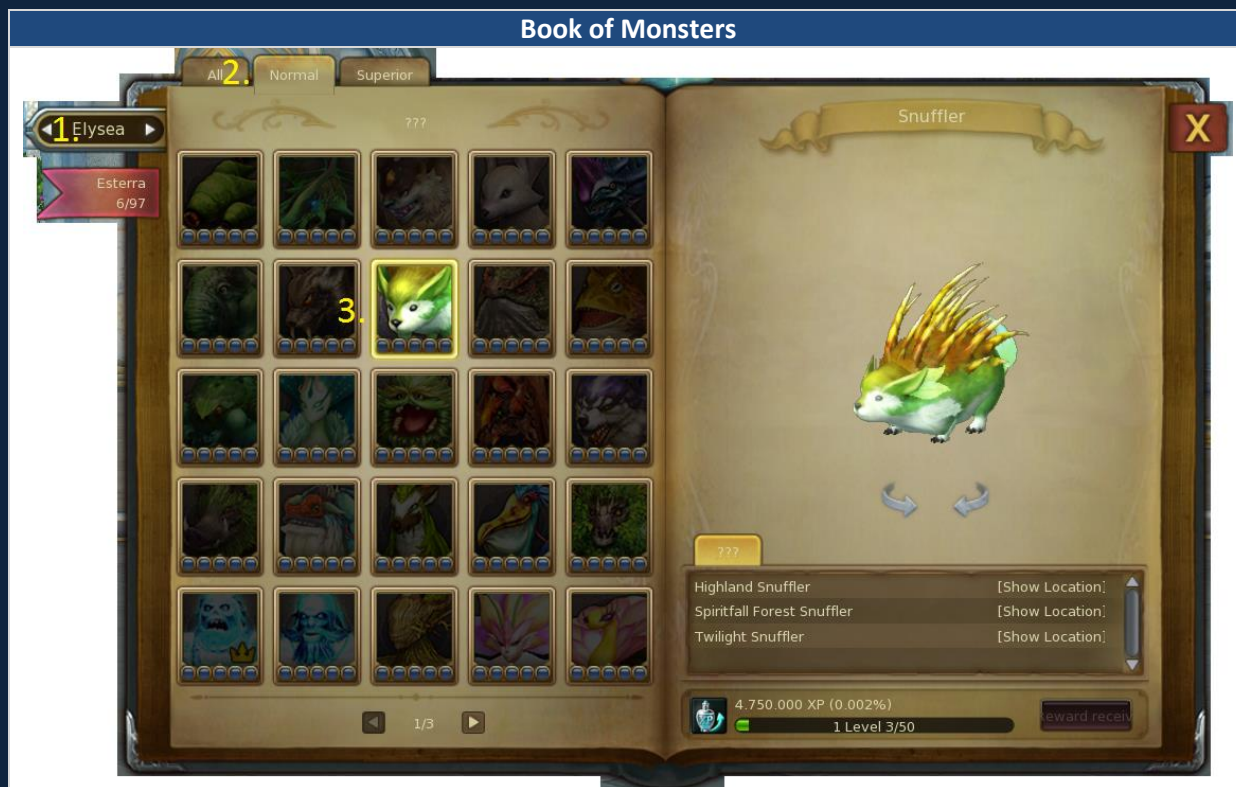 Book of Monsters
All 2. Normal Superior
1. Elysea
X
??? 
Snuffler
Esterra
6/97
3.
???
Highland Snuffler [Show Location]
Spiritfall Forest Snuffler [Show Location]
Twilight Snuffler [Show Location]
4.750.000 XP (0.002%)
1 Level 3/50
1/3